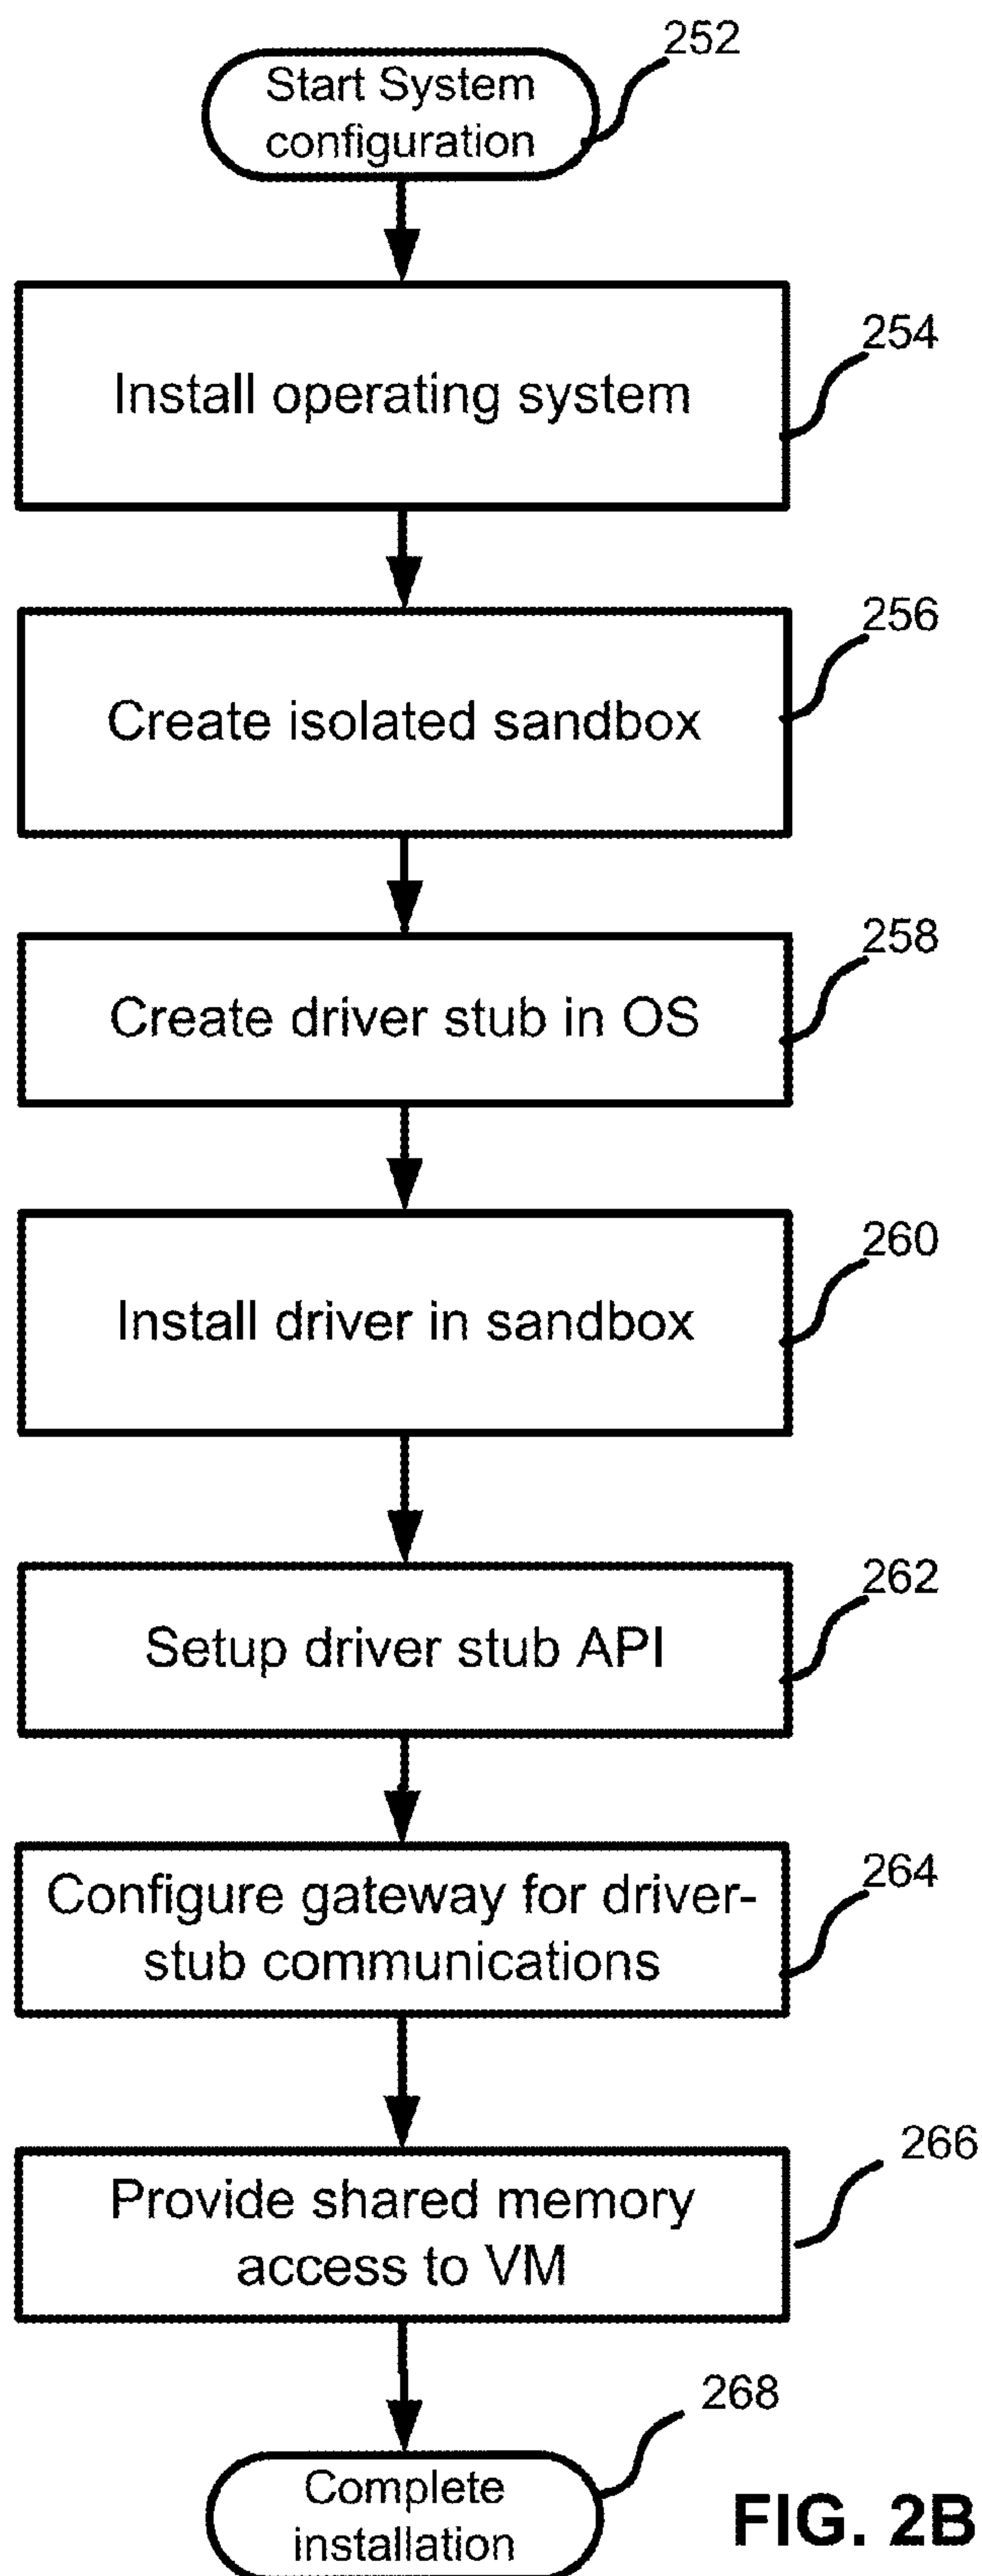 252
Start System
configuration
254
Install operating system
256
Create isolated sandbox
258
Create driver stub in OS
260
Install driver in sandbox
262
Setup driver stub API
264
Configure gateway for driver-
stub communications
266
Provide shared memory
access to VM
268
Complete
installation
FIG. 2B